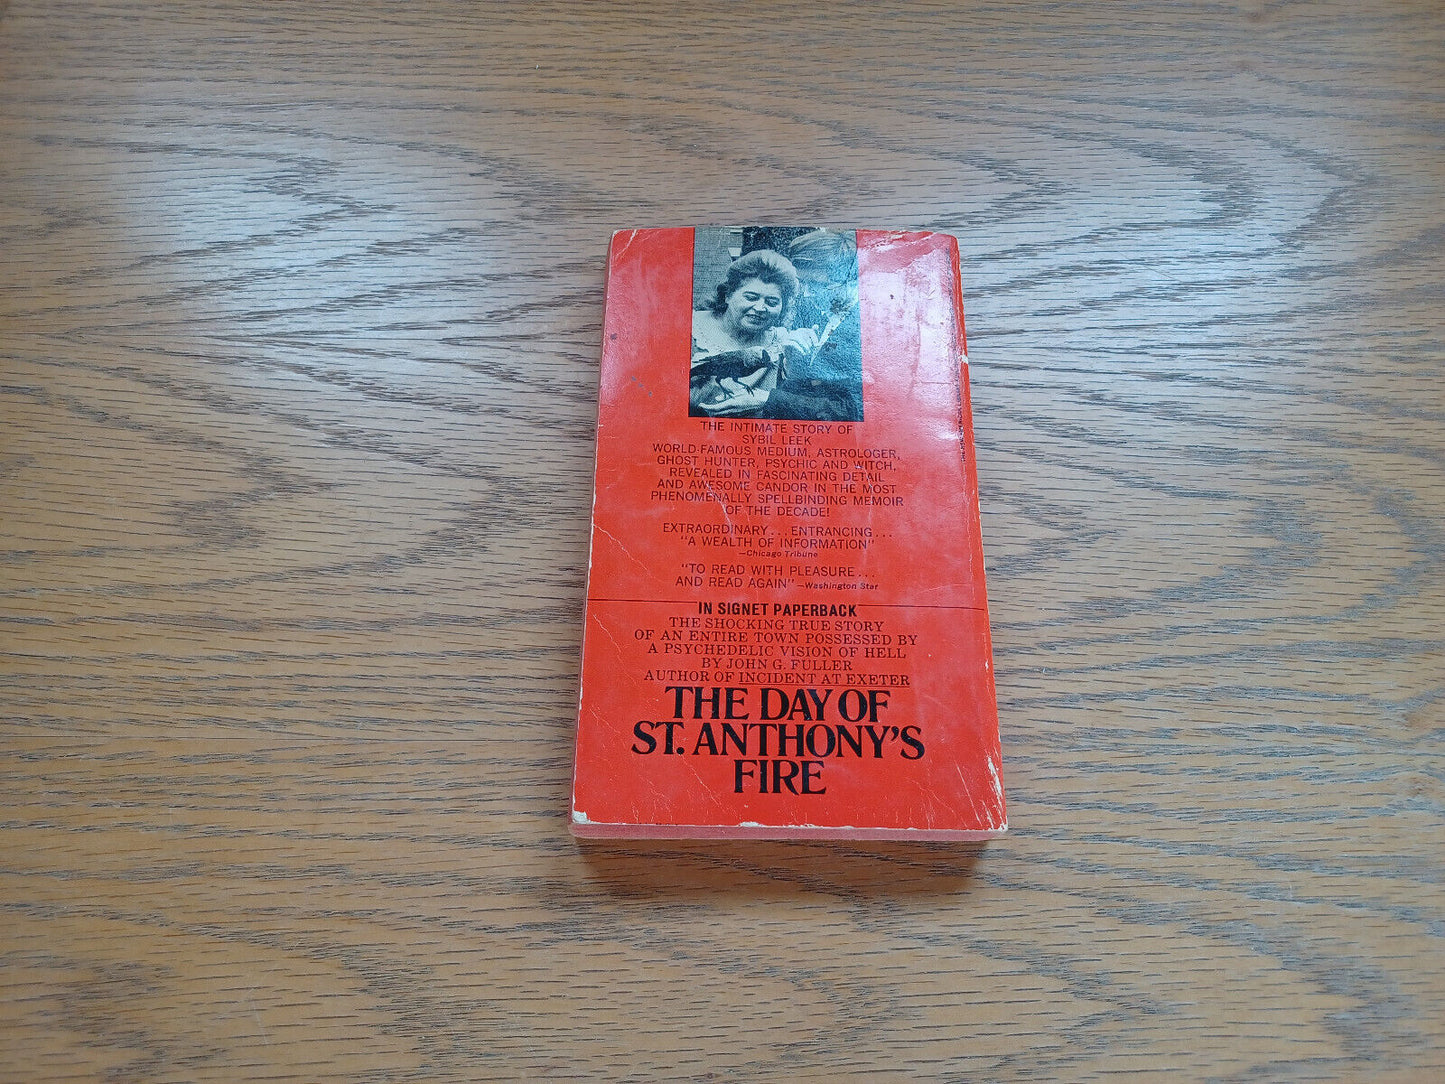 THE INTIMATE STORY OF
SYBIL LEEK
WORLD-FAMOUS MEDIUM, ASTROLOGER,
GHOST HUNTER, PSYCHIC AND WITCH,
REVEALED IN FASCINATING DETAIL
AND AWESOME CANDOR IN THE MOST
PHENOMENALLY SPELLBINDING MEMOIR
OF THE DECADE!
EXTRAORDINARY... ENTRANCING...
"A WEALTH OF INFORMATION"
—Chicago Tribune
"TO READ WITH PLEASURE...
AND READ AGAIN" —Washington Star
IN SIGNET PAPERBACK
THE SHOCKING TRUE STORY
OF AN ENTIRE TOWN POSSESSED BY
A PSYCHEDELIC VISION OF HELL
BY JOHN G. FULLER
AUTHOR OF INCIDENT AT EXETER
THE DAY OF
ST. ANTHONY'S
FIRE